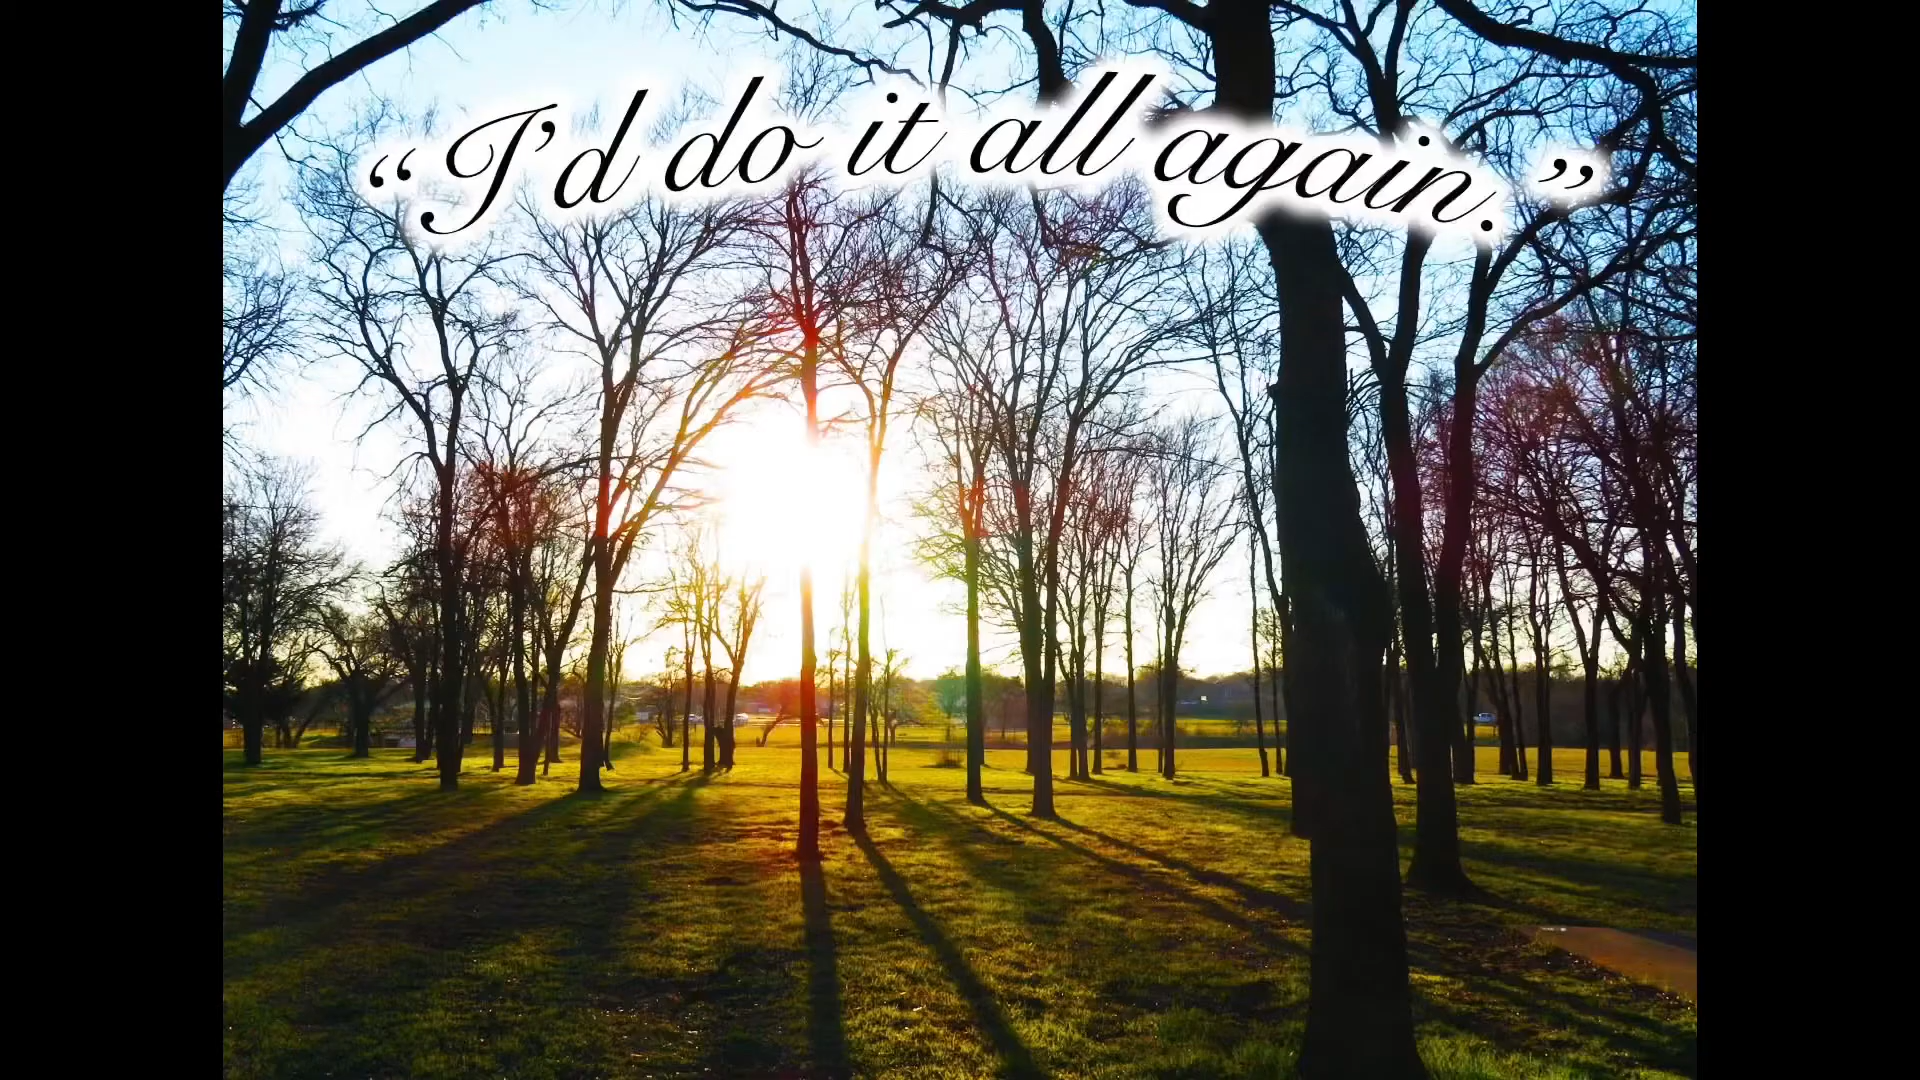 “I’d do it all again.”